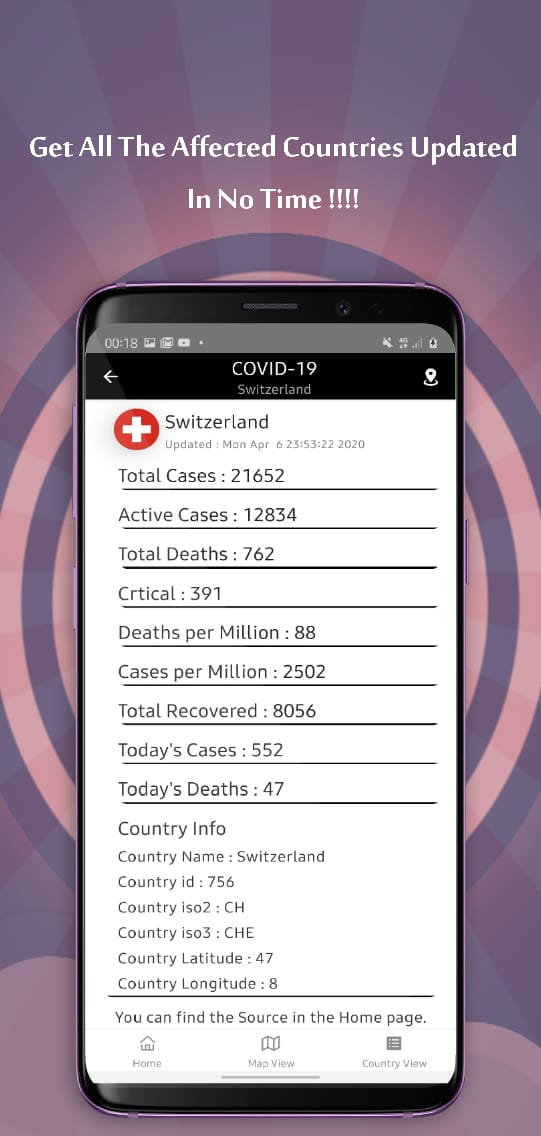 Get All The Affected Countries Updated
In No Time !!!!
00:18
4G
COVID-19
Switzerland
Switzerland
Updated : Mon Apr 6 23:53:22 2020
Total Cases : 21652
Active Cases : 12834
Total Deaths : 762
Crtical : 391
Deaths per Million : 88
Cases per Million : 2502
Total Recovered : 8056
Today's Cases : 552
Today's Deaths : 47
Country Info
Country Name : Switzerland
Country id : 756
Country iso2 : CH
Country iso3 : CHE
Country Latitude : 47
Country Longitude : 8
You can find the Source in the Home page.
Home Map View Country View